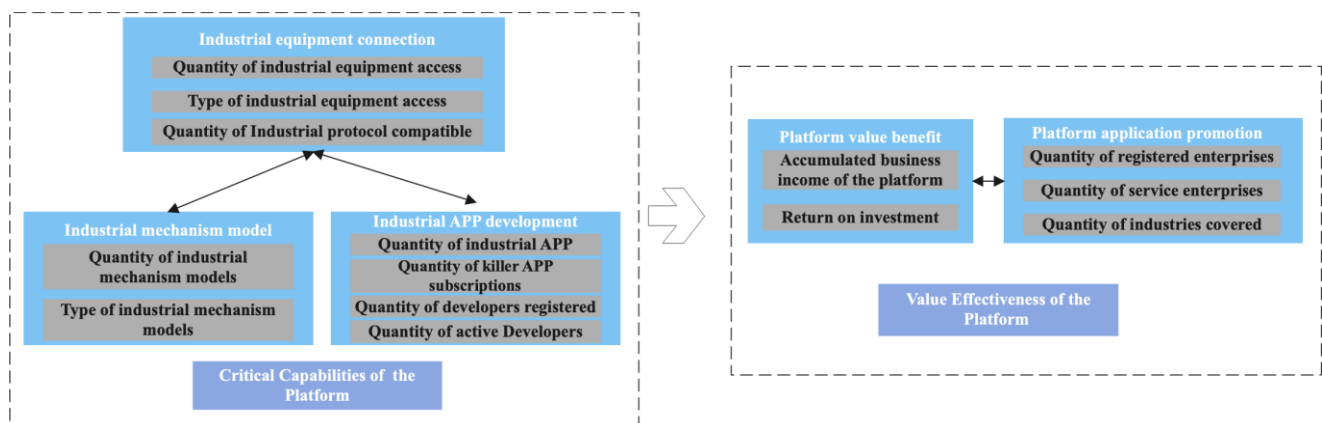 Industrial equipment connection
Quantity of industrial equipment access
Type of industrial equipment access
Quantity of Industrial protocol compatible
Industrial mechanism model
Quantity of industrial
mechanism models
Type of industrial mechanism
models
Industrial APP development
Quantity of industrial APP
Quantity of killer APP
subscriptions
Quantity of developers registered
Quantity of active Developers
Critical Capabilities of the
Platform
Platform value benefit
Accumulated business
income of the platform
Return on investment
Platform application promotion
Quantity of registered enterprises
Quantity of service enterprises
Quantity of industries covered
Value Effectiveness of the
Platform